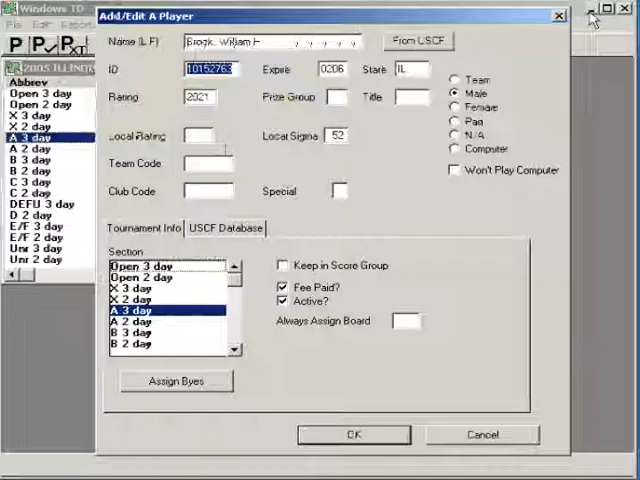 Windows TD
P P P
2005 ILLINO
Abbrev
Open 3 day
Open 2 day
X 3 day
X 2 day
A 3 day
A 2 day
B 3 day
B 2 day
C 3 day
C 2 day
DEFU 3 day
D 2 day
E/F 3 day
E/F 2 day
Unr 3 day
Unr 2 day
Add/Edit A Player
Name (L,F) William From USCF
ID 10152763 Expire 0206 State IL
Rating 2021 Prize Group Title
Team
Male
Female
Pan
N/A
Computer
Won't Play Computer
Local Rating Local Sigma 52
Team Code
Club Code Special
Tournament Info USCF Database
Section
Open 3 day
Open 2 day
X 3 day
X 2 day
A 3 day
A 2 day
B 3 day
B 2 day
Keep in Score Group
Fee Paid?
Active?
Always Assign Board
Assign Byes
OK Cancel